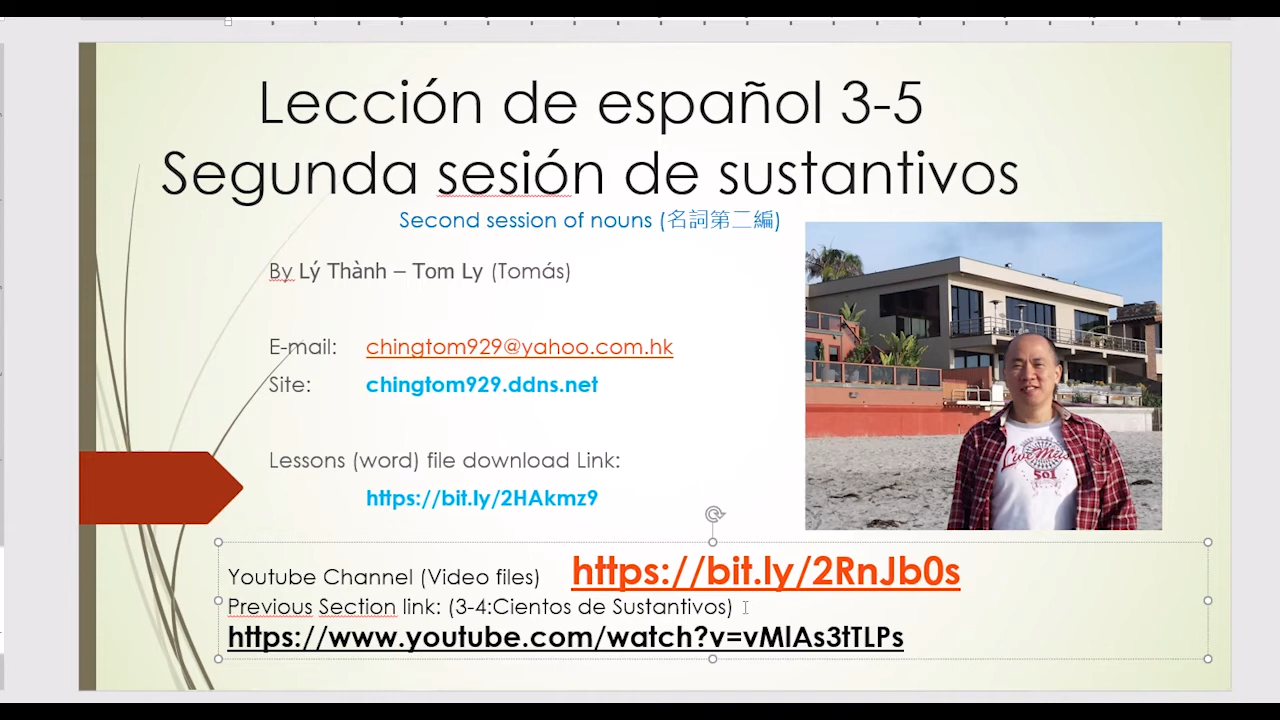 Lección de español 3-5
Segunda sesión de sustantivos
Second session of nouns (名詞第二編)
By Lý Thành – Tom Ly (Tomás)
E-mail: chingtom929@yahoo.com.hk
Site: chingtom929.ddns.net
Lessons (word) file download Link:
https://bit.ly/2HAkmz9
Youtube Channel (Video files) https://bit.ly/2RnJb0s
Previous Section link: (3-4:Cientos de Sustantivos)
https://www.youtube.com/watch?v=vMlAs3tTLPs
Live Más
SOL